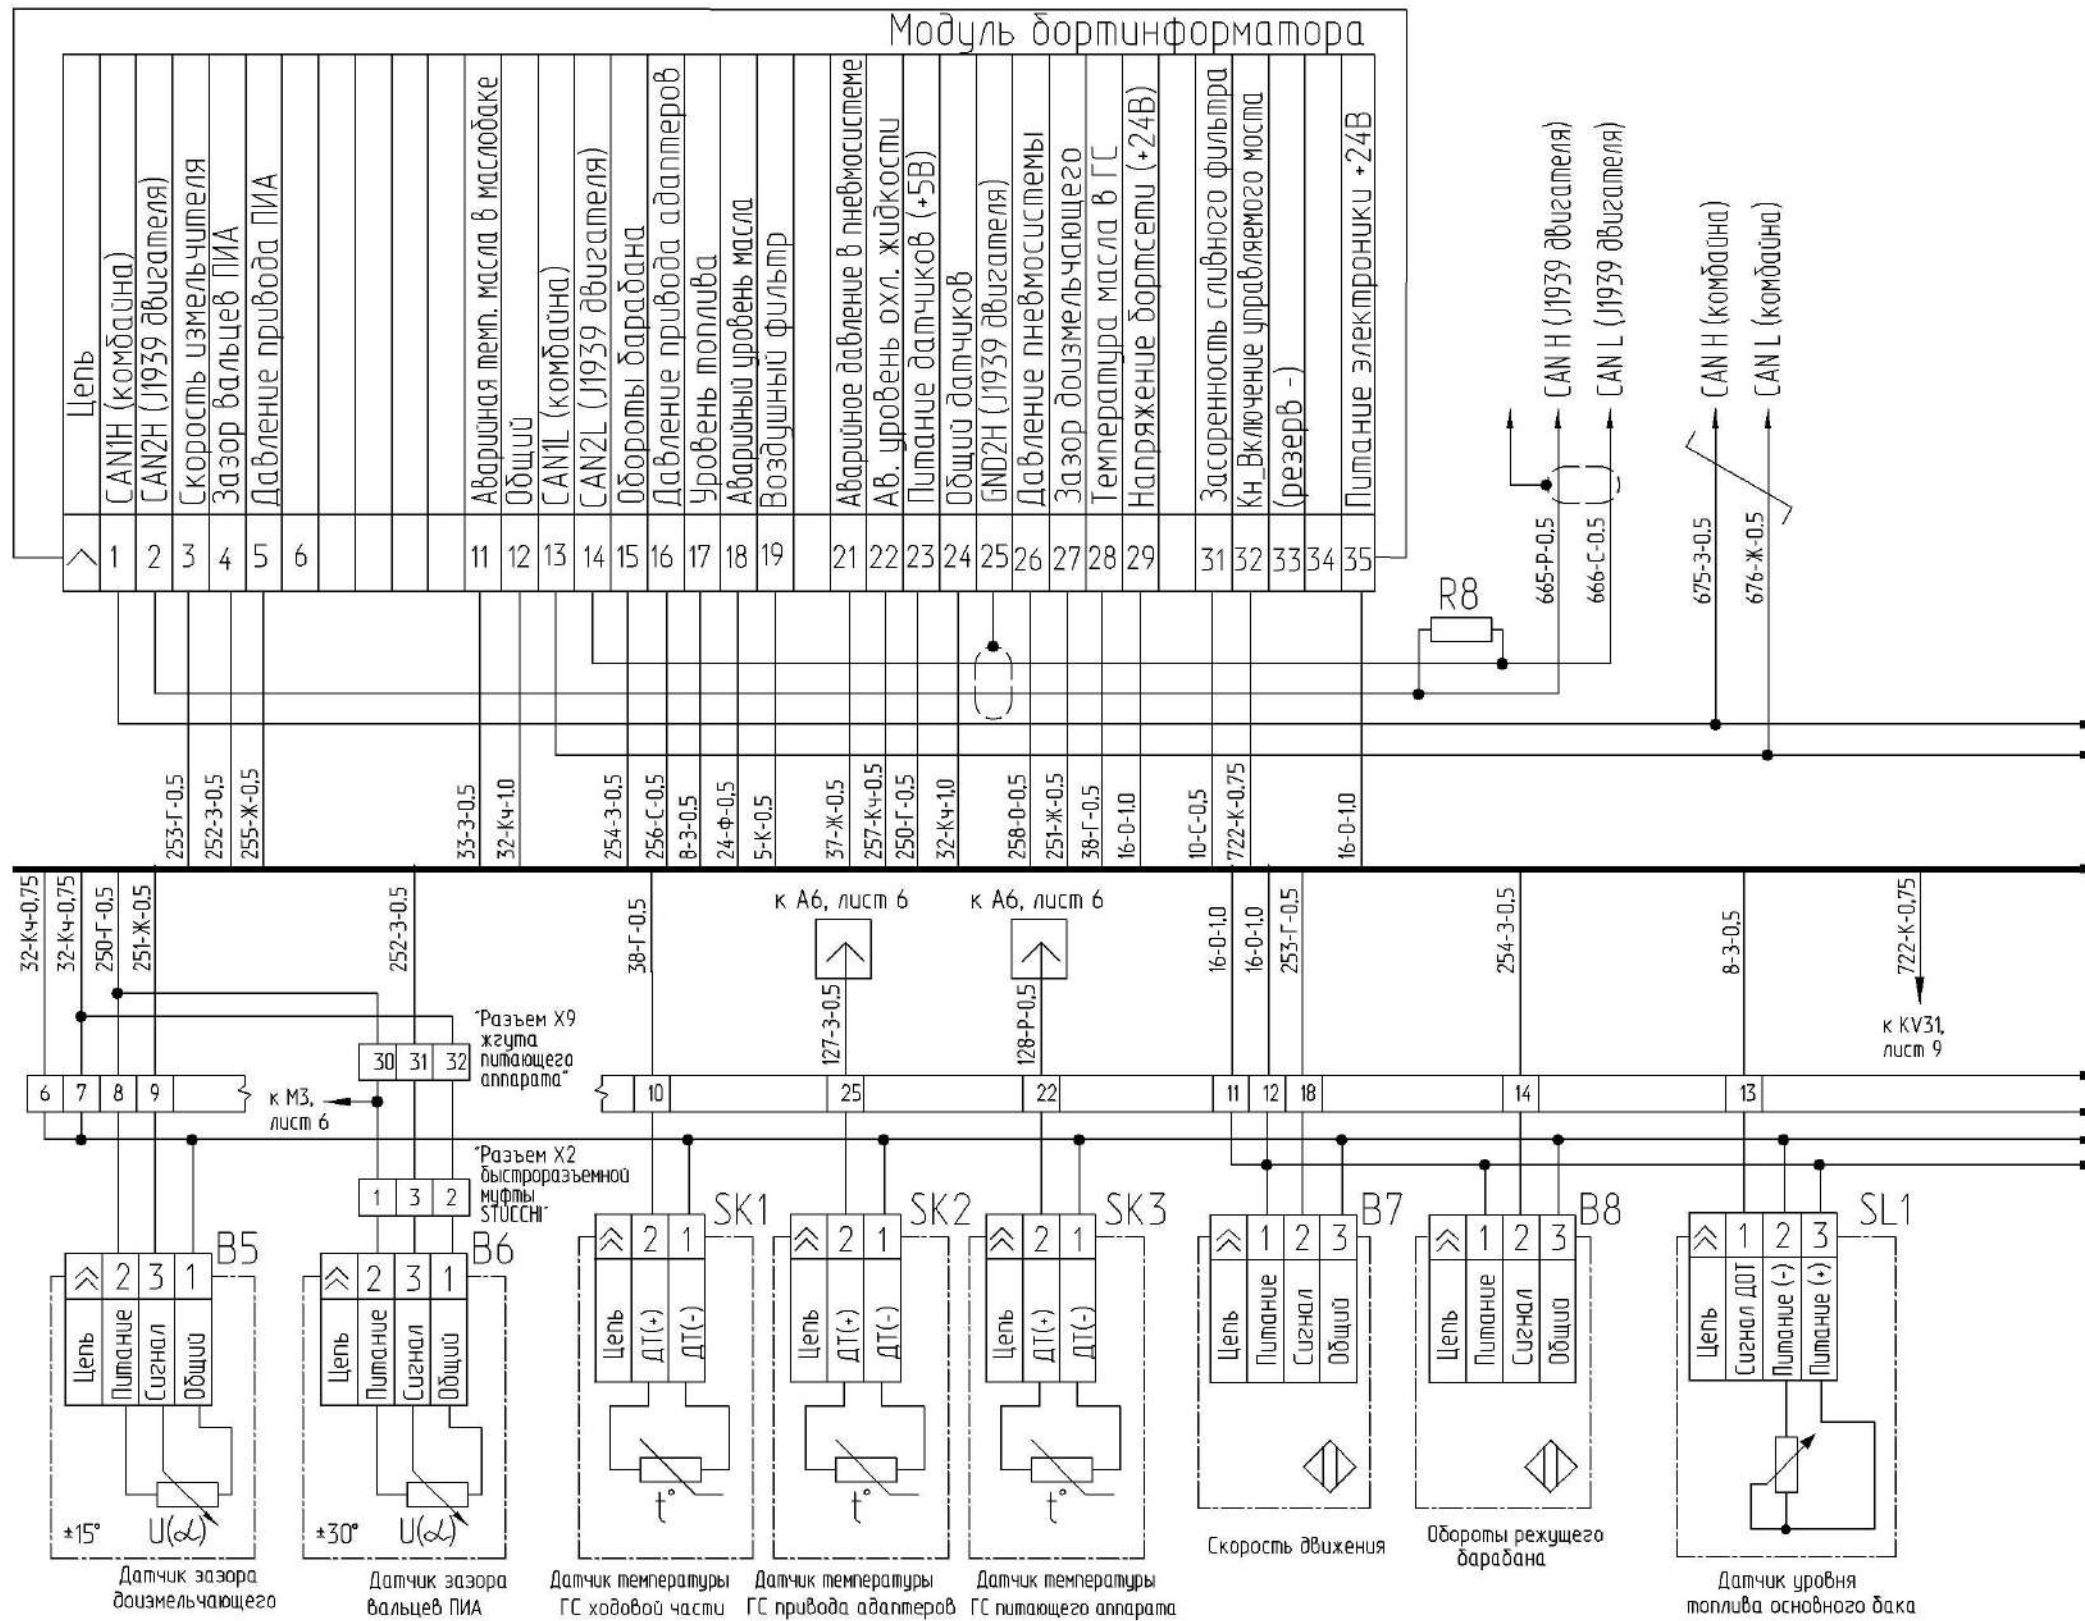 Модуль бортинформатора
Цепь
CAN1H (комбайна)
CAN2H (J1939 двигателя)
Скорость измельчителя
Зазор вальцев ПИА
Давление привода ПИА
Аварийная темп. масла в маслобаке
Общий
CAN1L (комбайна)
CAN2L (J1939 двигателя)
Обороты барабана
Давление привода адаптеров
Уровень топлива
Аварийный уровень масла
Воздушный фильтр
Аварийное давление в пневмосистеме
Ав. уровень охл. жидкости
Питание датчиков (+5В)
Общий датчиков
GND2H (J1939 двигателя)
Давление пневмосистемы
Зазор доизмельчающего
Температура масла в ГС
Напряжение бортсети (+24В)
Засоренность сливного фильтра
Кн_Включение управляемого моста
(резерв -)
Питание электроники +24В
1 2 3 4 5 6 11 12 13 14 15 16 17 18 19 21 22 23 24 25 26 27 28 29 31 32 33 34 35
CAN H (J1939 двигателя)
CAN L (J1939 двигателя)
CAN H (комбайна)
CAN L (комбайна)
665-Р-0.5
666-С-0.5
675-З-0.5
676-Ж-0.5
R8
253-Г-0.5
252-З-0.5
255-Ж-0.5
33-З-0.5
32-Кч-1.0
254-З-0.5
256-С-0.5
8-З-0.5
24-Ф-0.5
5-К-0.5
37-Ж-0.5
257-Кч-0.5
250-Г-0.5
32-Кч-1,0
258-О-0.5
251-Ж-0.5
38-Г-0.5
16-О-1.0
10-С-0,5
722-К-0.75
16-О-1.0
32-Кч-0,75
32-Кч-0,75
250-Г-0.5
251-Ж-0.5
252-З-0.5
38-Г-0.5
к А6, лист 6
к А6, лист 6
127-З-0.5
128-Р-0.5
16-О-1.0
16-О-1.0
253-Г-0.5
254-З-0.5
8-З-0,5
722-К-0,75
к KV31,
лист 9
"Разъем Х9
жгута
питающего
аппарата"
30 31 32
6 7 8 9
к М3,
лист 6
10 25 22 11 12 18 14 13
"Разъем Х2
быстроразъемной
муфты
STUCCHI"
1 3 2
B5
2 3 1
Цепь
Питание
Сигнал
Общий
±15°
U(α)
Датчик зазора
доизмельчающего
B6
2 3 1
Цепь
Питание
Сигнал
Общий
±30°
U(α)
Датчик зазора
вальцев ПИА
SK1
2 1
Цепь
ДТ(+)
ДТ(-)
t°
Датчик температуры
ГС ходовой части
SK2
2 1
Цепь
ДТ(+)
ДТ(-)
t°
Датчик температуры
ГС привода адаптеров
SK3
2 1
Цепь
ДТ(+)
ДТ(-)
t°
Датчик температуры
ГС питающего аппарата
B7
1 2 3
Цепь
Питание
Сигнал
Общий
Скорость движения
B8
1 2 3
Цепь
Питание
Сигнал
Общий
Обороты режущего
барабана
SL1
1 2 3
Цепь
Сигнал ДОТ
Питание (-)
Питание (+)
Датчик уровня
топлива основного бака